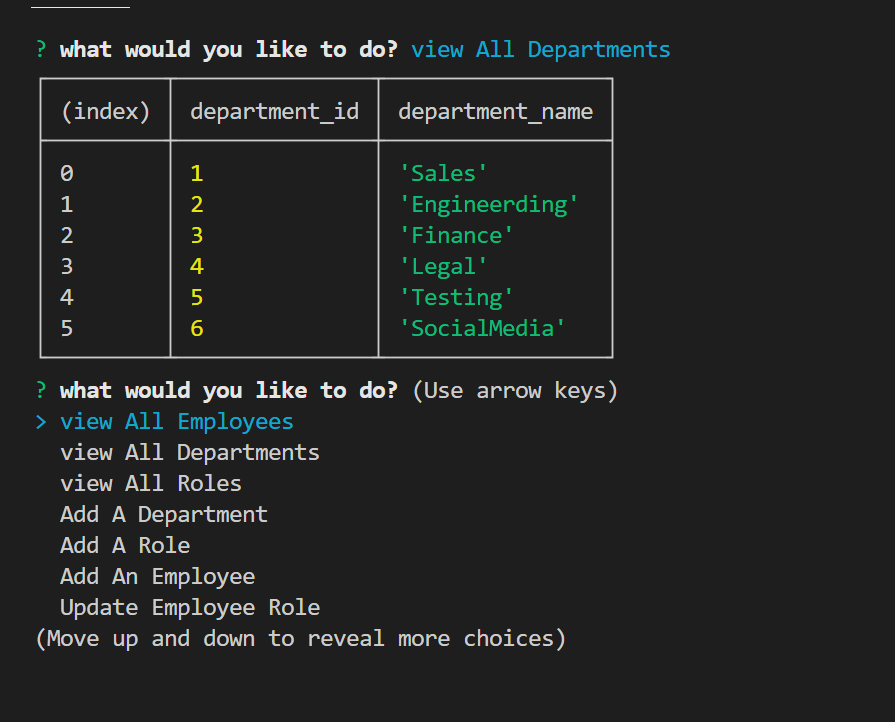 ? what would you like to do? view All Departments
(index) department_id department_name
0 1 'Sales'
1 2 'Engineerding'
2 3 'Finance'
3 4 'Legal'
4 5 'Testing'
5 6 'SocialMedia'
? what would you like to do? (Use arrow keys)
> view All Employees
view All Departments
view All Roles
Add A Department
Add A Role
Add An Employee
Update Employee Role
(Move up and down to reveal more choices)